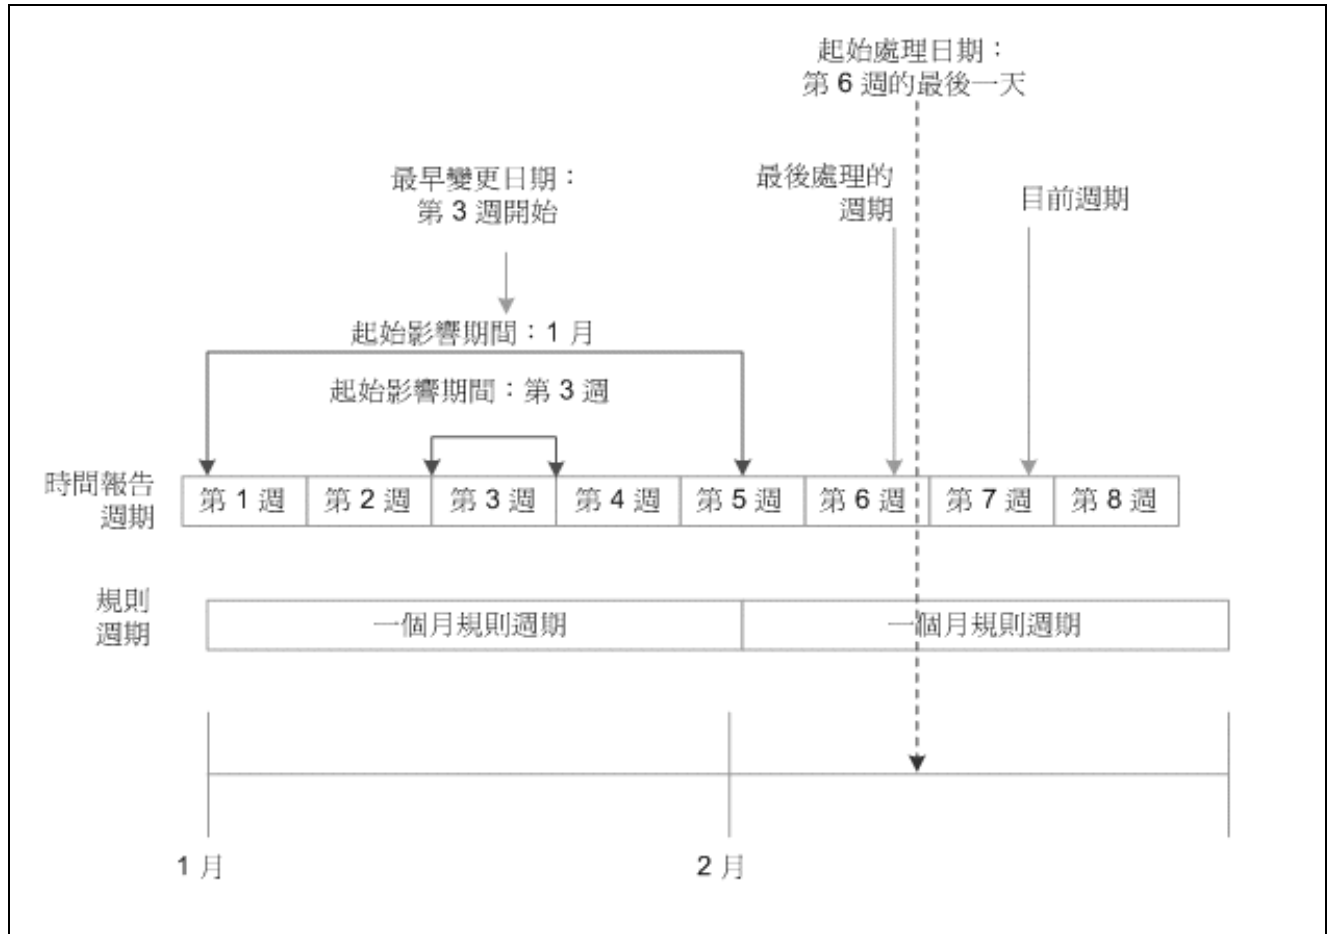 起始處理日期：
第 6 週的最後一天
最早變更日期：
第 3 週開始
最後處理的
週期
目前週期
起始影響期間：1 月
起始影響期間：第 3 週
時間報告
週期
第 1 週
第 2 週
第 3 週
第 4 週
第 5 週
第 6 週
第 7 週
第 8 週
規則
週期
一個月規則週期
一個月規則週期
1 月
2 月